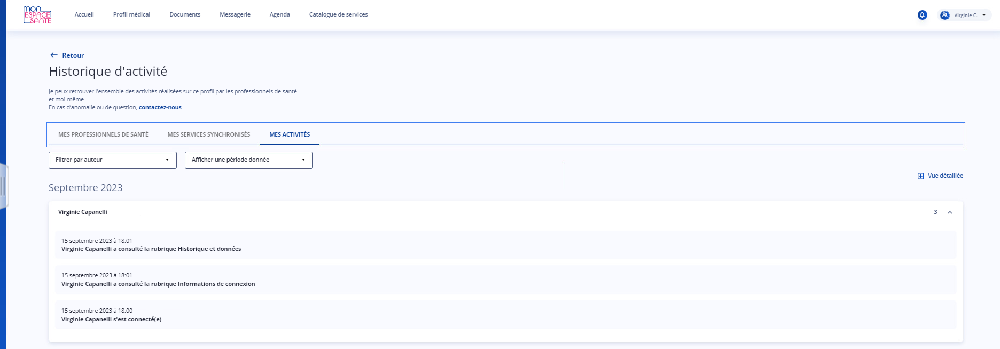 MON
ESPACE
SANTÉ
Accueil
Profil médical
Documents
Messagerie
Agenda
Catalogue de services
Virginie C.
Retour
Historique d'activité
Je peux retrouver l'ensemble des activités réalisées sur ce profil par les professionnels de santé
et moi-même.
En cas d'anomalie ou de question, contactez-nous
MES PROFESSIONNELS DE SANTÉ
MES SERVICES SYNCHRONISÉS
MES ACTIVITÉS
Filtrer par auteur
Afficher une période donnée
Vue détaillée
Septembre 2023
Virginie Capanelli
3
15 septembre 2023 à 18:01
Virginie Capanelli a consulté la rubrique Historique et données
15 septembre 2023 à 18:01
Virginie Capanelli a consulté la rubrique Informations de connexion
15 septembre 2023 à 18:00
Virginie Capanelli s'est connecté(e)